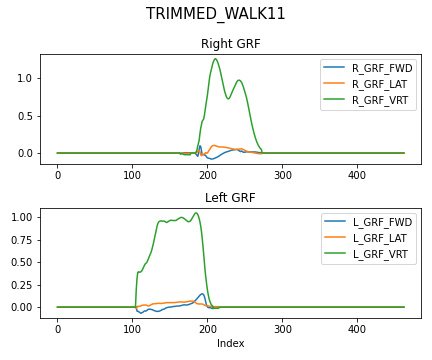 TRIMMED_WALK11
Right GRF
R_GRF_FWD
R_GRF_LAT
R_GRF_VRT
1.0
0.5
0.0
0 100 200 300 400
Left GRF
L_GRF_FWD
L_GRF_LAT
L_GRF_VRT
1.00
0.75
0.50
0.25
0.00
0 100 200 300 400
Index